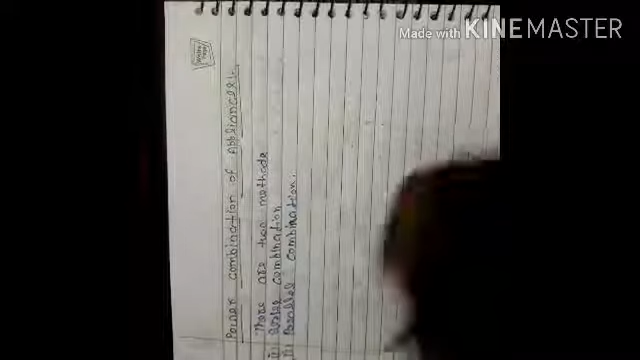 Made with KINEMASTER
Power combination of Appliances:-
There are two methods
(i) Series combination
(ii) Parallel combination.